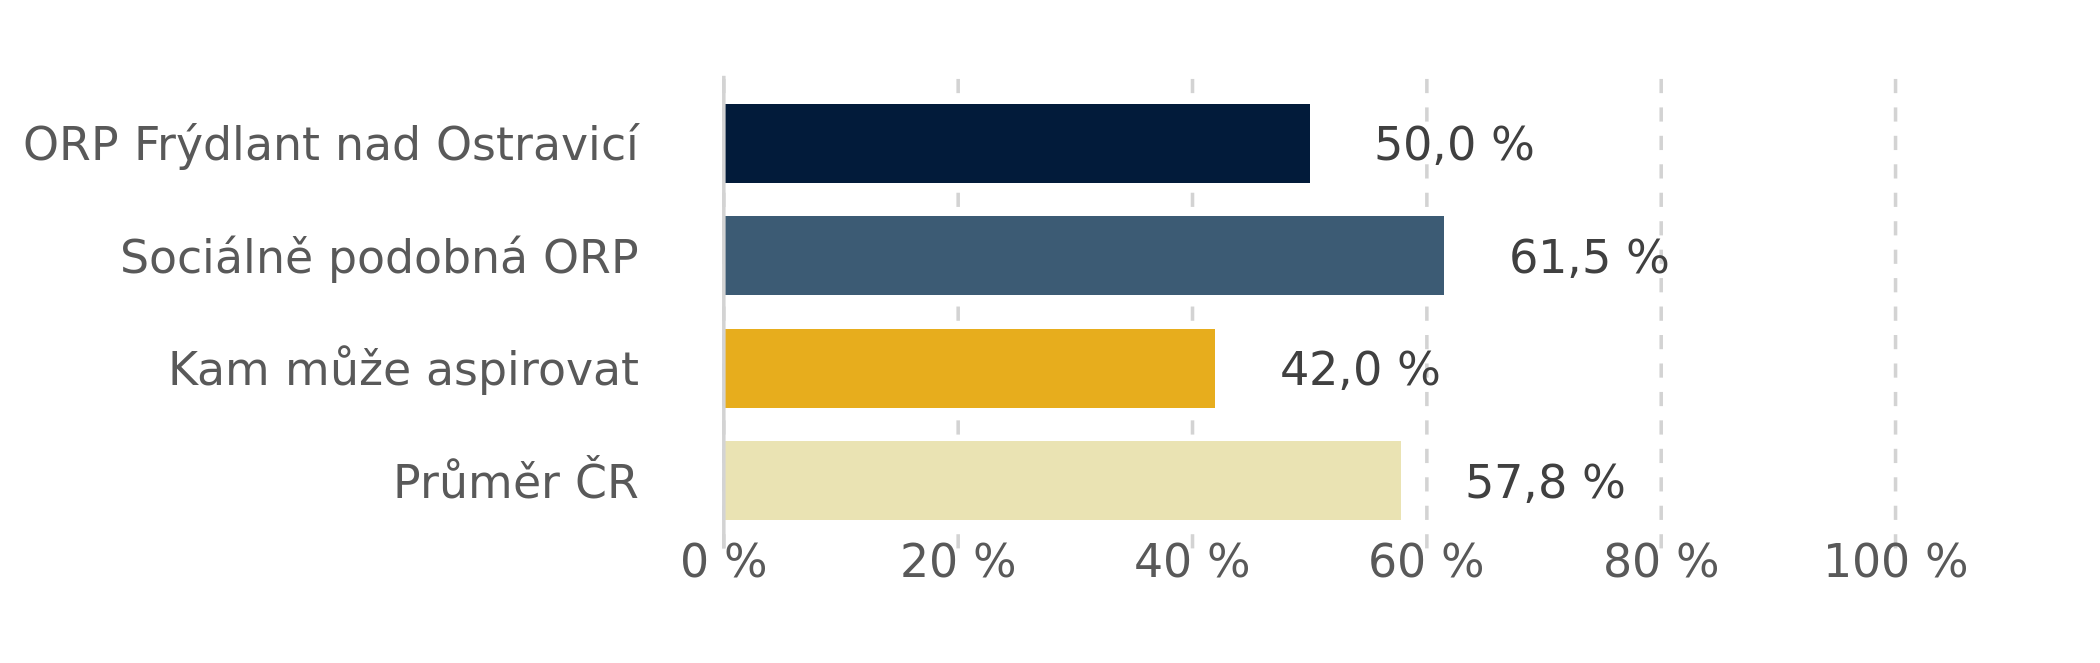 ORP Frýdlant nad Ostravicí 50,0 %
Sociálně podobná ORP 61,5 %
Kam může aspirovat 42,0 %
Průměr ČR 57,8 %
0 % 20 % 40 % 60 % 80 % 100 %